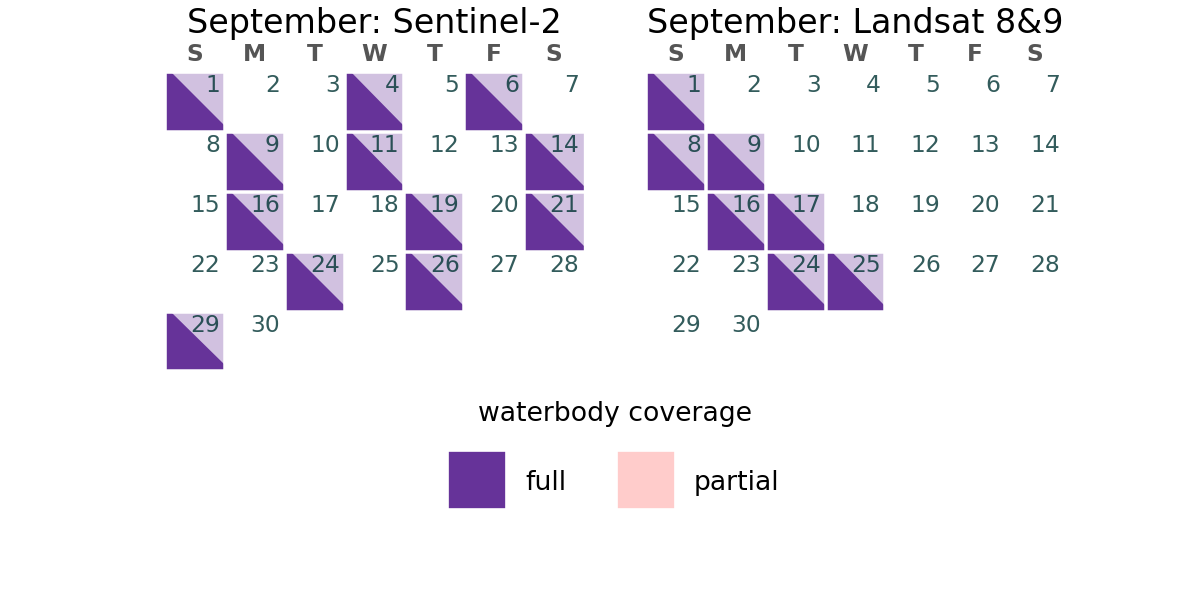 September: Sentinel-2
S M T W T F S
1 2 3 4 5 6 7
8 9 10 11 12 13 14
15 16 17 18 19 20 21
22 23 24 25 26 27 28
29 30
September: Landsat 8&9
S M T W T F S
1 2 3 4 5 6 7
8 9 10 11 12 13 14
15 16 17 18 19 20 21
22 23 24 25 26 27 28
29 30
waterbody coverage
full partial